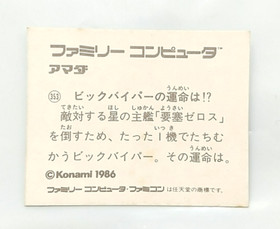 ファミリー コンピュータ™
アマダ
353 ビックバイパーの運命は!?
敵対する星の主艦「要塞ゼロス」
を倒すため、たった1機でたちむ
かうビックバイパー。その運命は。
©Konami 1986
ファミリー コンピュータ・ファミコンは任天堂の商標です。